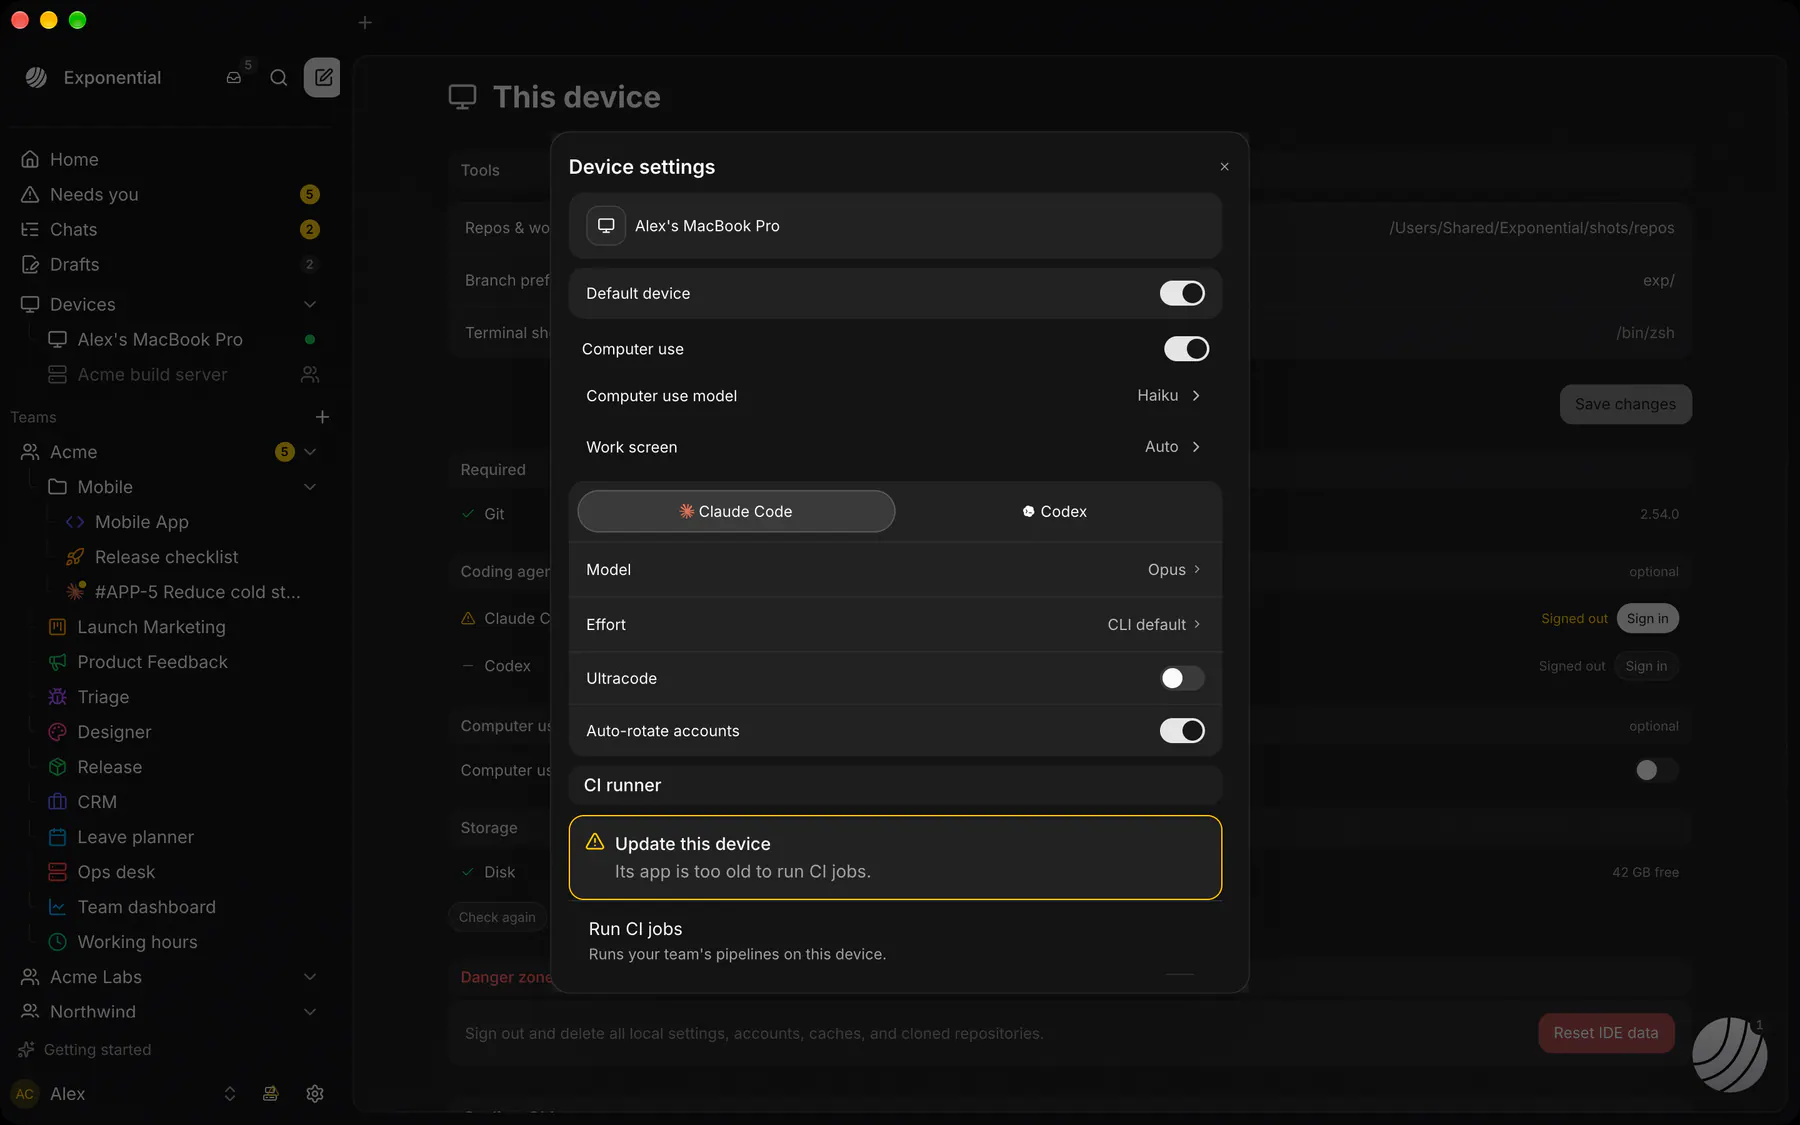 Exponential
5
Home
Needs you
5
Chats
2
Drafts
2
Devices
Alex's MacBook Pro
Acme build server
Teams
Acme
5
Mobile
Mobile App
Release checklist
#APP-5 Reduce cold st...
Launch Marketing
Product Feedback
Triage
Designer
Release
CRM
Leave planner
Ops desk
Team dashboard
Working hours
Acme Labs
Northwind
Getting started
AC
Alex
This device
Tools
Repos & wo
/Users/Shared/Exponential/shots/repos
Branch pref
exp/
Terminal sh
/bin/zsh
Save changes
Required
Git
2.54.0
Coding ager
optional
Claude C
Signed out
Sign in
Codex
Signed out
Sign in
Computer us
optional
Computer us
Storage
Disk
42 GB free
Check again
Danger zone
Sign out and delete all local settings, accounts, caches, and cloned repositories.
Reset IDE data
1
Device settings
Alex's MacBook Pro
Default device
Computer use
Computer use model
Haiku
Work screen
Auto
Claude Code
Codex
Model
Opus
Effort
CLI default
Ultracode
Auto-rotate accounts
CI runner
Update this device
Its app is too old to run CI jobs.
Run CI jobs
Runs your team's pipelines on this device.